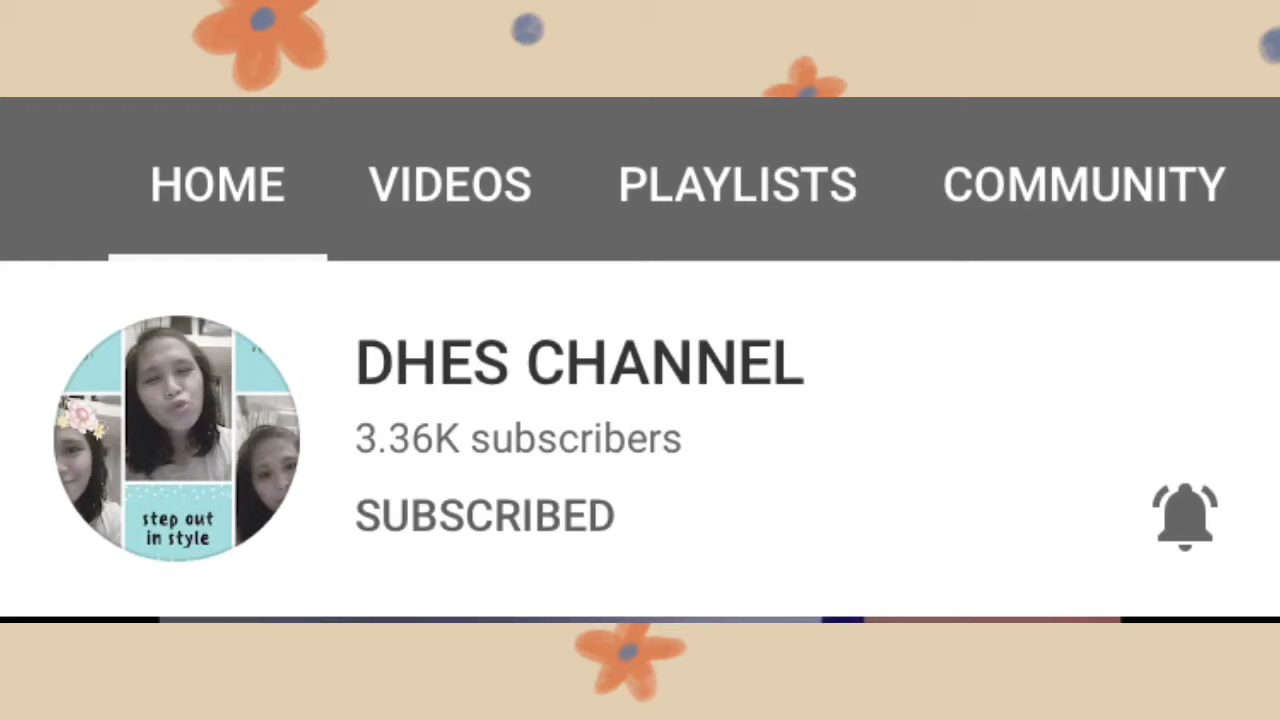 HOME VIDEOS PLAYLISTS COMMUNITY
DHES CHANNEL
3.36K subscribers
SUBSCRIBED
step out
in style